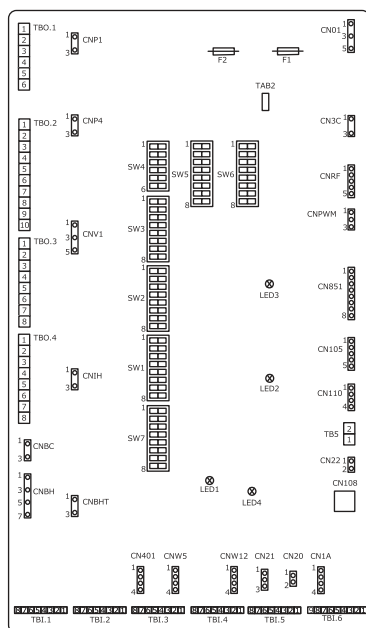 TBO.1
1
2
3
4
5
6
1
3
CNP1
F2
F1
CN01
1
3
5
TAB2
TBO.2
1
2
3
4
5
6
7
8
9
10
1
3
CNP4
1
3
CN3C
SW4
1
6
SW5
1
8
SW6
1
8
CNRF
1
5
SW3
1
8
CNPWM
1
3
TBO.3
1
2
3
4
5
6
7
8
CNV1
1
3
5
SW2
1
8
LED3
CN851
1
8
TBO.4
1
2
3
4
5
6
7
8
CNIH
1
3
SW1
1
8
LED2
CN105
1
5
CN110
1
4
SW7
1
8
TB5
2
1
CNBC
1
3
CN22
1
2
CNBH
1
3
5
7
CNBHT
1
3
LED1
LED4
CN108
CN401
1
4
CNW5
1
4
CNW12
1
4
CN21
1
3
CN20
1
2
CN1A
1
4
TBI.1
TBI.2
TBI.3
TBI.4
TBI.5
TBI.6